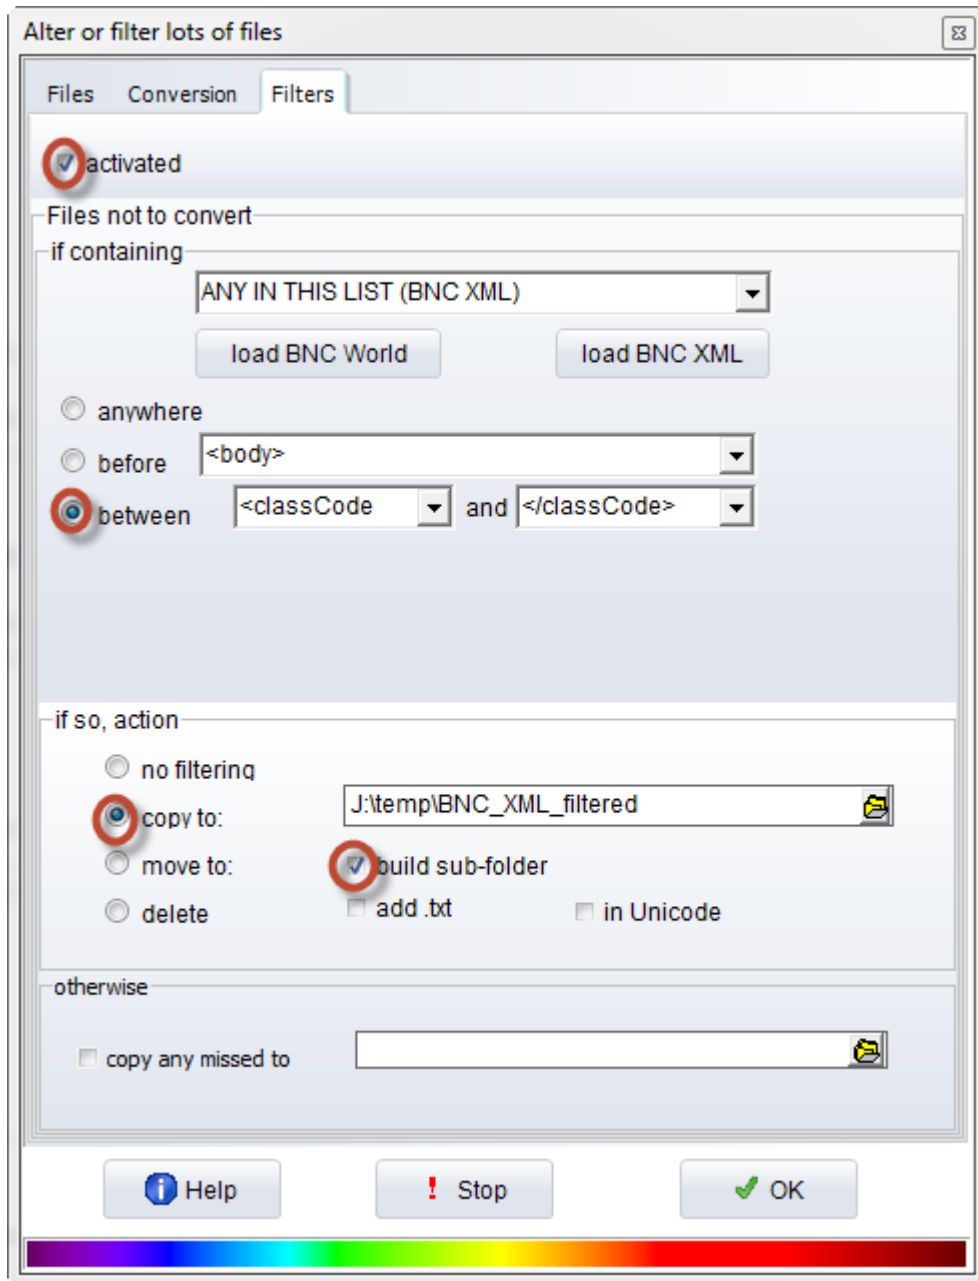 Alter or filter lots of files
Files Conversion Filters
activated
Files not to convert
if containing
ANY IN THIS LIST (BNC XML)
load BNC World load BNC XML
anywhere
before <body>
between <classCode and </classCode>
if so, action
no filtering
copy to: J:\temp\BNC_XML_filtered
move to: build sub-folder
delete add .txt in Unicode
otherwise
copy any missed to
Help ! Stop OK